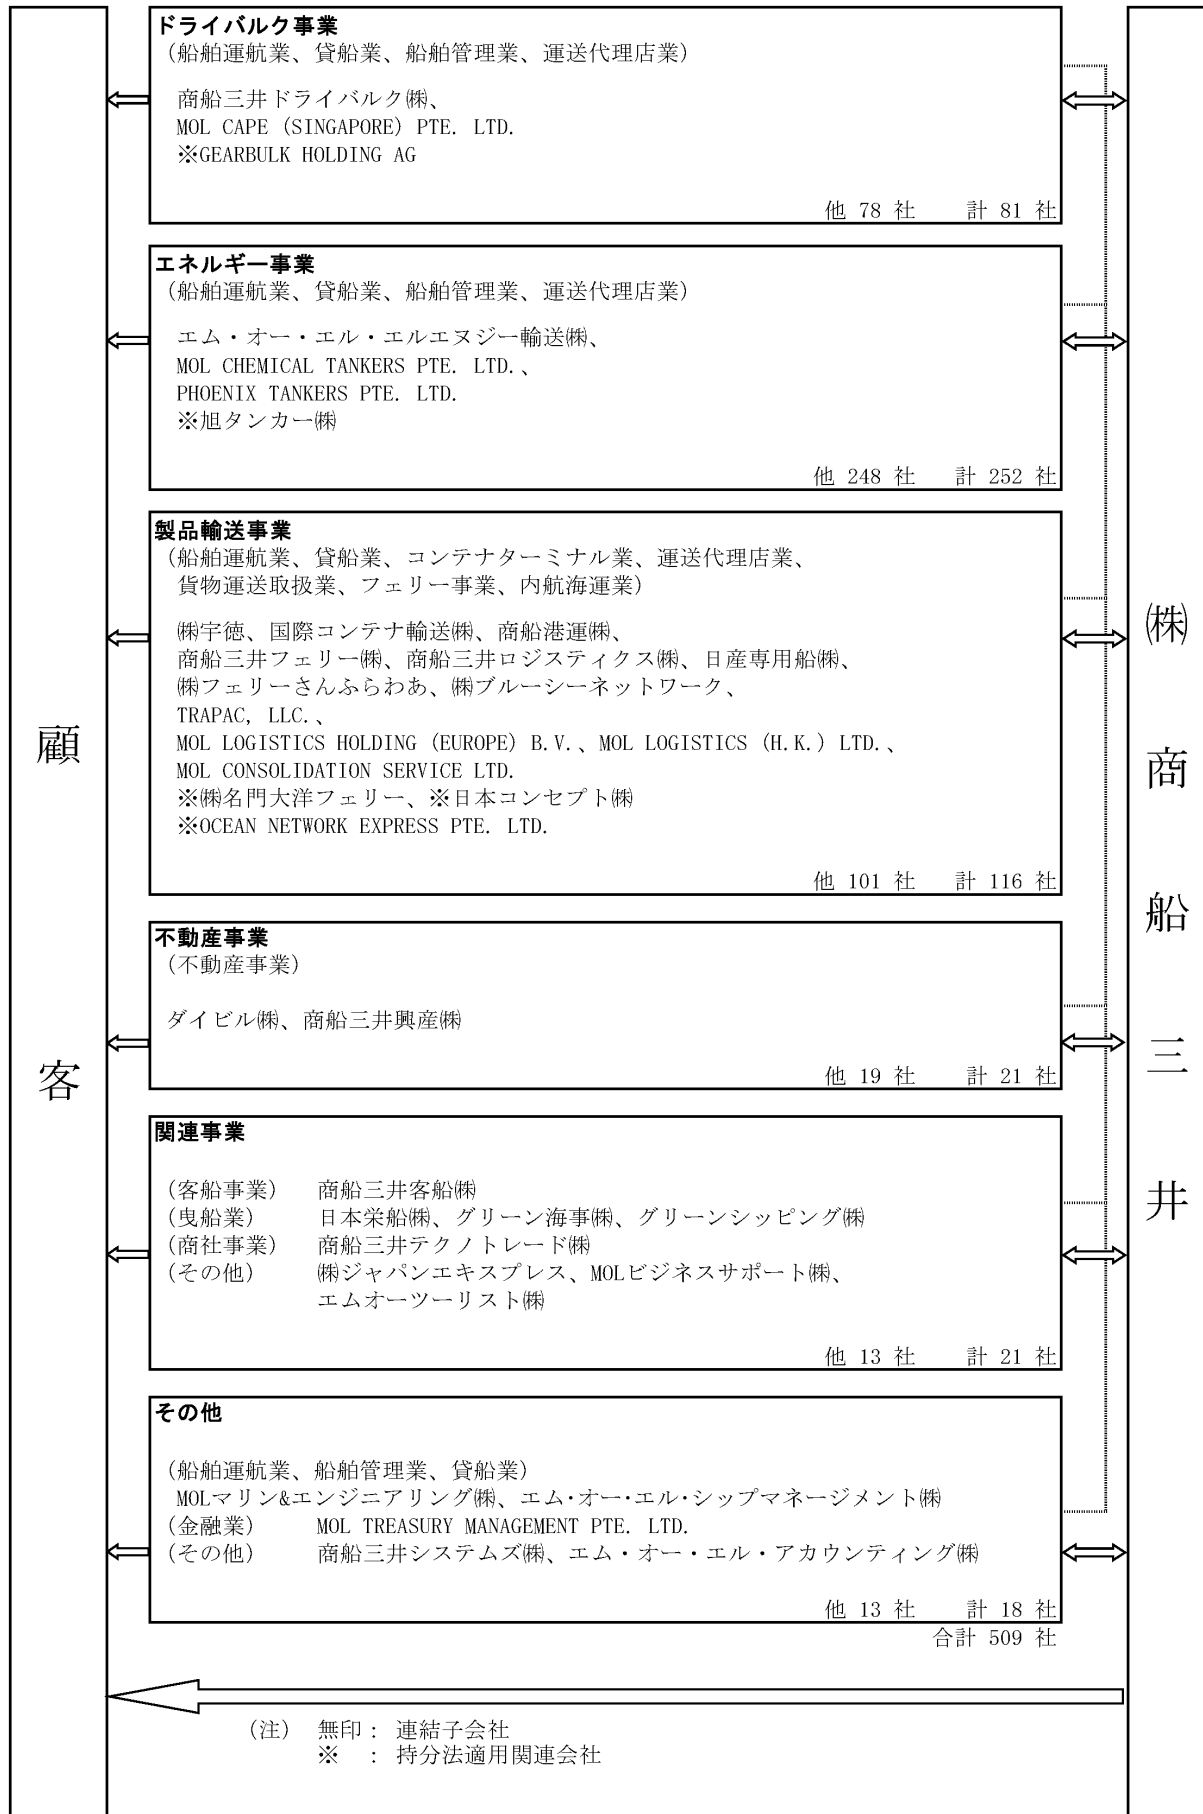 ドライバルク事業
（船舶運航業、貸船業、船舶管理業、運送代理店業）
商船三井ドライバルク㈱、
MOL CAPE (SINGAPORE) PTE. LTD.
※GEARBULK HOLDING AG
他 78 社 計 81 社
エネルギー事業
（船舶運航業、貸船業、船舶管理業、運送代理店業）
エム・オー・エル・エルエヌジー輸送㈱、
MOL CHEMICAL TANKERS PTE. LTD.、
PHOENIX TANKERS PTE. LTD.
※旭タンカー㈱
他 248 社 計 252 社
製品輸送事業
（船舶運航業、貸船業、コンテナターミナル業、運送代理店業、
貨物運送取扱業、フェリー事業、内航海運業）
㈱宇徳、国際コンテナ輸送㈱、商船港運㈱、
商船三井フェリー㈱、商船三井ロジスティクス㈱、日産専用船㈱、
㈱フェリーさんふらわあ、㈱ブルーシーネットワーク、
TRAPAC, LLC.、
MOL LOGISTICS HOLDING (EUROPE) B.V.、MOL LOGISTICS (H.K.) LTD.、
MOL CONSOLIDATION SERVICE LTD.
※㈱名門大洋フェリー、※日本コンセプト㈱
※OCEAN NETWORK EXPRESS PTE. LTD.
他 101 社 計 116 社
不動産事業
（不動産事業）
ダイビル㈱、商船三井興産㈱
他 19 社 計 21 社
関連事業
（客船事業） 商船三井客船㈱
（曳船業） 日本栄船㈱、グリーン海事㈱、グリーンシッピング㈱
（商社事業） 商船三井テクノトレード㈱
（その他） ㈱ジャパンエキスプレス、MOLビジネスサポート㈱、
エムオーツーリスト㈱
他 13 社 計 21 社
その他
（船舶運航業、船舶管理業、貸船業）
MOLマリン&エンジニアリング㈱、エム・オー・エル・シップマネージメント㈱
（金融業） MOL TREASURY MANAGEMENT PTE. LTD.
（その他） 商船三井システムズ㈱、エム・オー・エル・アカウンティング㈱
他 13 社 計 18 社
合計 509 社
顧客
㈱商船三井
（注） 無印： 連結子会社
※ ： 持分法適用関連会社